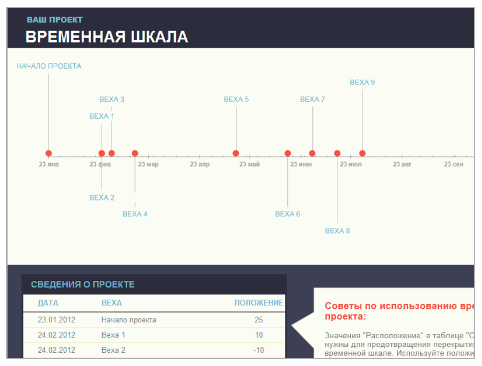 ВАШ ПРОЕКТ
ВРЕМЕННАЯ ШКАЛА
НАЧАЛО ПРОЕКТА
ВЕХА 9
ВЕХА 3
ВЕХА 5
ВЕХА 7
ВЕХА 1
23 янв 23 фев 23 мар 23 апр 23 май 23 июн 23 июл 23 авг 23 сен
ВЕХА 2
ВЕХА 4
ВЕХА 6
ВЕХА 8
СВЕДЕНИЯ О ПРОЕКТЕ
ДАТА ВЕХА ПОЛОЖЕНИЕ
23.01.2012 Начало проекта 25
24.02.2012 Веха 1 10
24.02.2012 Веха 2 -10
Советы по использованию вре
проекта:
Значения "Расположение" в таблице "С
нужны для предотвращения перекрыти
временной шкале. Используйте положи